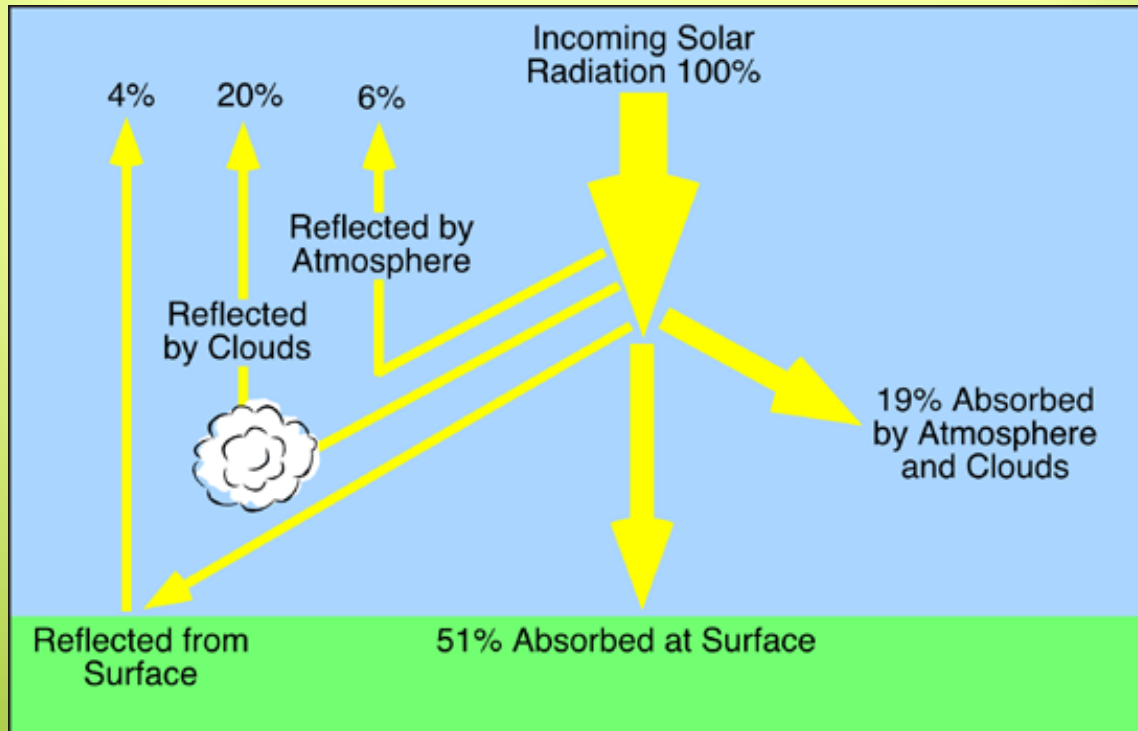 Incoming Solar
Radiation 100%
4%
20%
6%
Reflected by
Atmosphere
Reflected
by Clouds
19% Absorbed
by Atmosphere
and Clouds
Reflected from
Surface
51% Absorbed at Surface